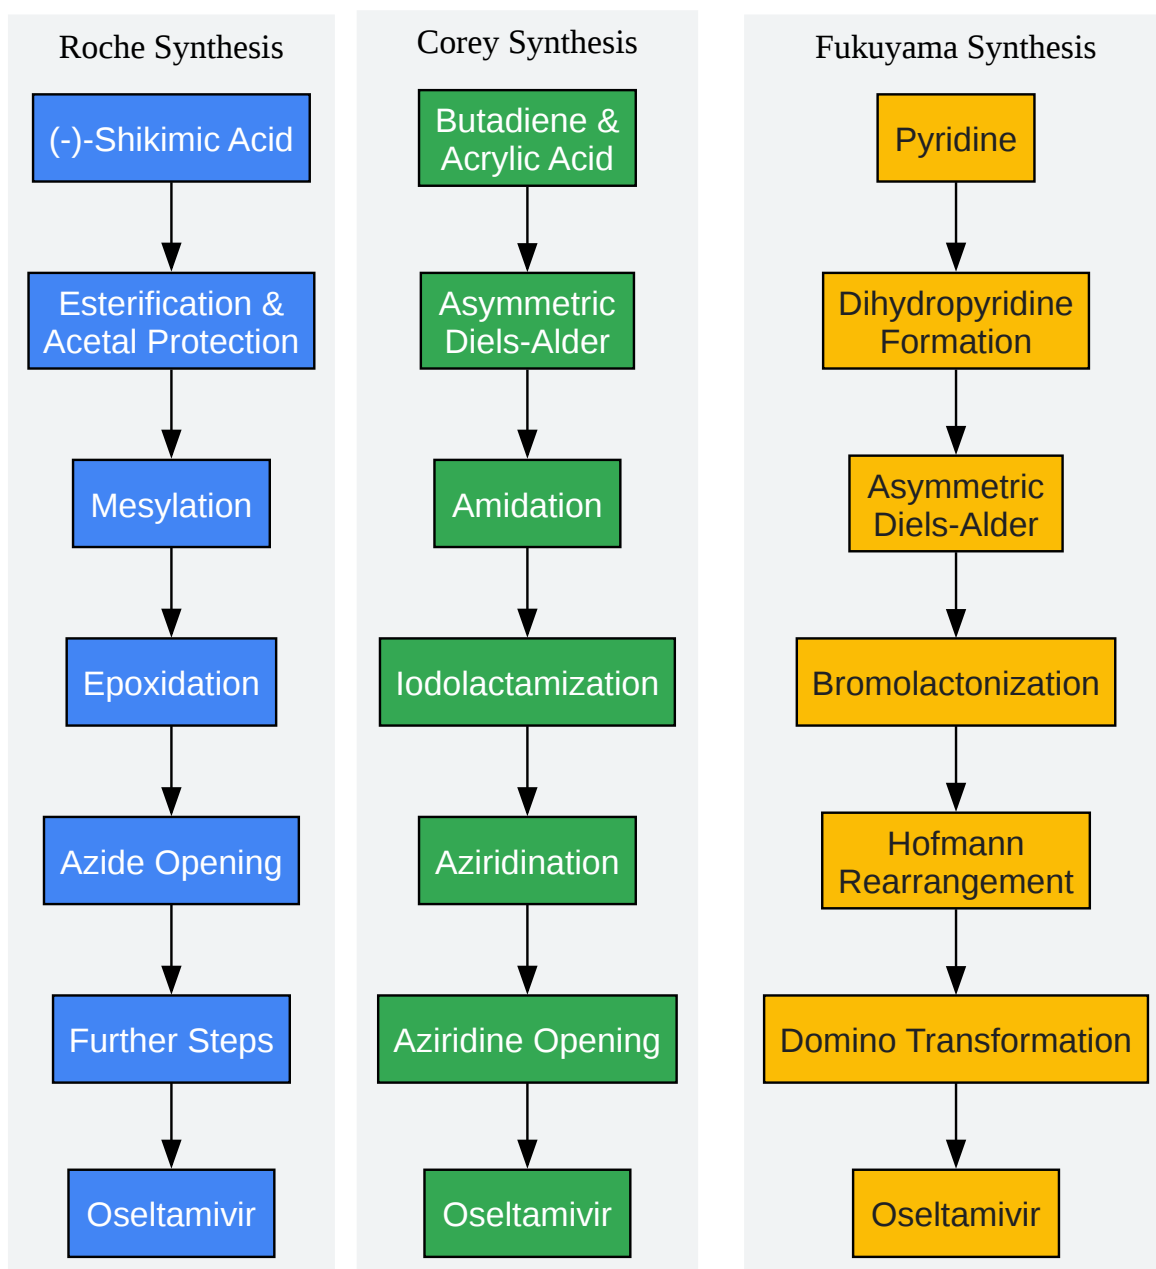 Roche Synthesis
(-)-Shikimic Acid
Esterification &
Acetal Protection
Mesylation
Epoxidation
Azide Opening
Further Steps
Oseltamivir
Corey Synthesis
Butadiene &
Acrylic Acid
Asymmetric
Diels-Alder
Amidation
Iodolactamization
Aziridination
Aziridine Opening
Oseltamivir
Fukuyama Synthesis
Pyridine
Dihydropyridine
Formation
Asymmetric
Diels-Alder
Bromolactonization
Hofmann
Rearrangement
Domino Transformation
Oseltamivir